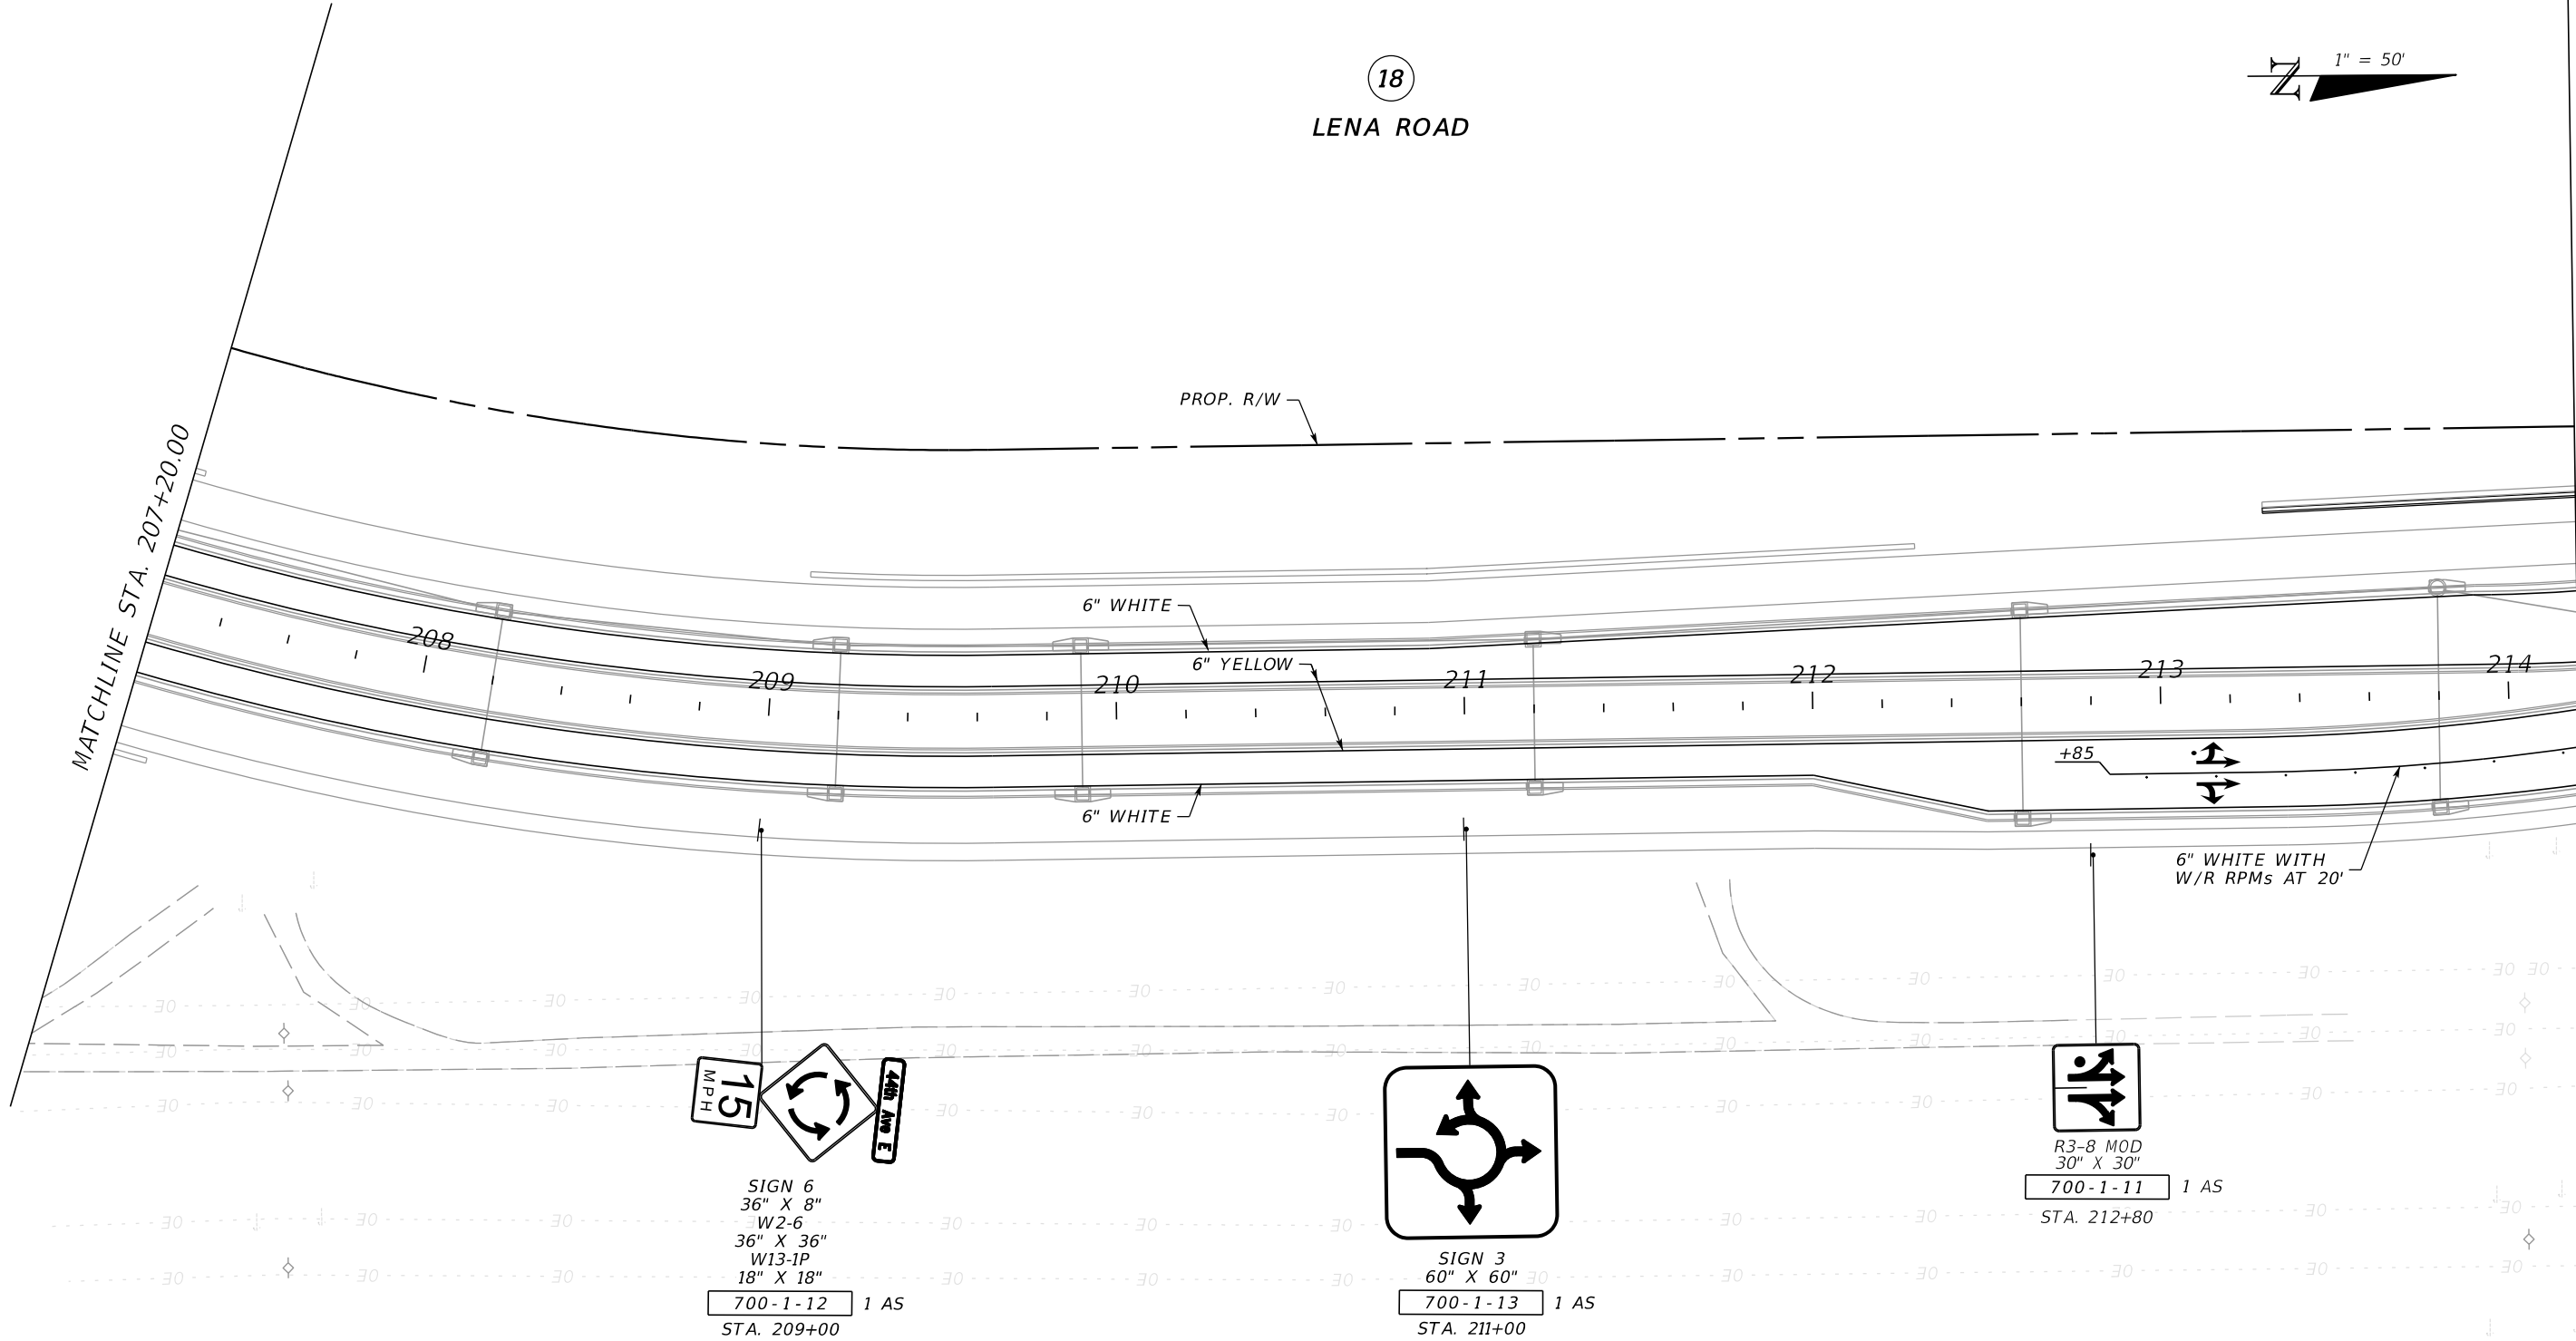 18
LENA ROAD
N
1" = 50'
MATCHLINE STA. 207+20.00
PROP. R/W
6" WHITE
6" YELLOW
208
209
210
211
212
213
214
+85
6" WHITE
6" WHITE WITH
W/R RPMs AT 20'
15
MPH
44th Ave E
SIGN 6
36" X 8"
W2-6
36" X 36"
W13-1P
18" X 18"
700-1-12 1 AS
STA. 209+00
SIGN 3
60" X 60"
700-1-13 1 AS
STA. 211+00
R3-8 MOD
30" X 30"
700-1-11 1 AS
STA. 212+80